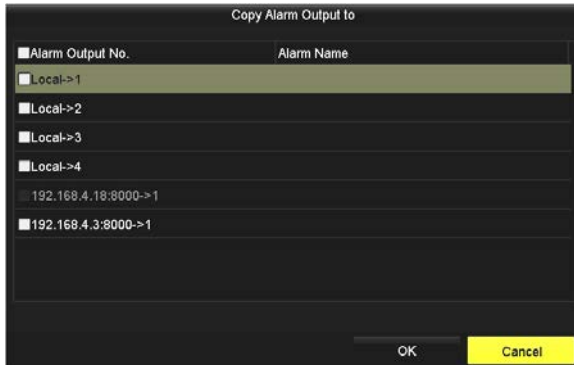 Copy Alarm Output to
Alarm Output No. Alarm Name
Local->1
Local->2
Local->3
Local->4
192.168.4.18:8000->1
192.168.4.3:8000->1
OK Cancel